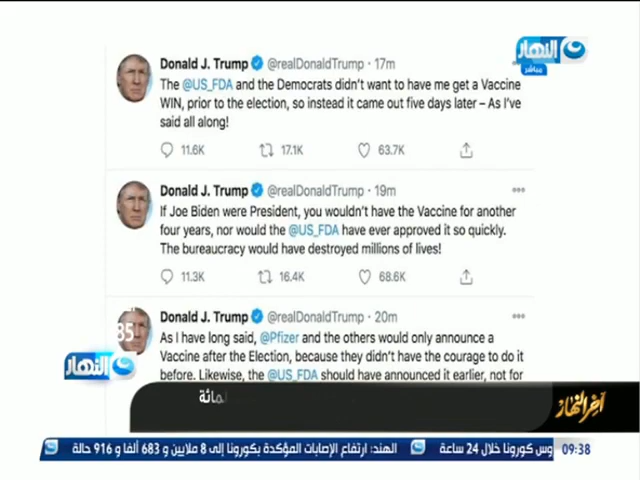 Donald J. Trump @realDonaldTrump · 17m
النهار
مباشر
The @US_FDA and the Democrats didn't want to have me get a Vaccine
WIN, prior to the election, so instead it came out five days later – As I've
said all along!
11.6K 17.1K 63.7K
Donald J. Trump @realDonaldTrump · 19m
If Joe Biden were President, you wouldn't have the Vaccine for another
four years, nor would the @US_FDA have ever approved it so quickly.
The bureaucracy would have destroyed millions of lives!
11.3K 16.4K 68.6K
Donald J. Trump @realDonaldTrump · 20m
As I have long said, @Pfizer and the others would only announce a
Vaccine after the Election, because they didn't have the courage to do it
before. Likewise, the @US_FDA should have announced it earlier, not for
85
النهار
لمائة
آخر النهار
وس كورونا خلال 24 ساعة الهند: ارتفاع الإصابات المؤكدة بكورونا إلى 8 ملايين و 683 ألفا و 916 حالة
09:38